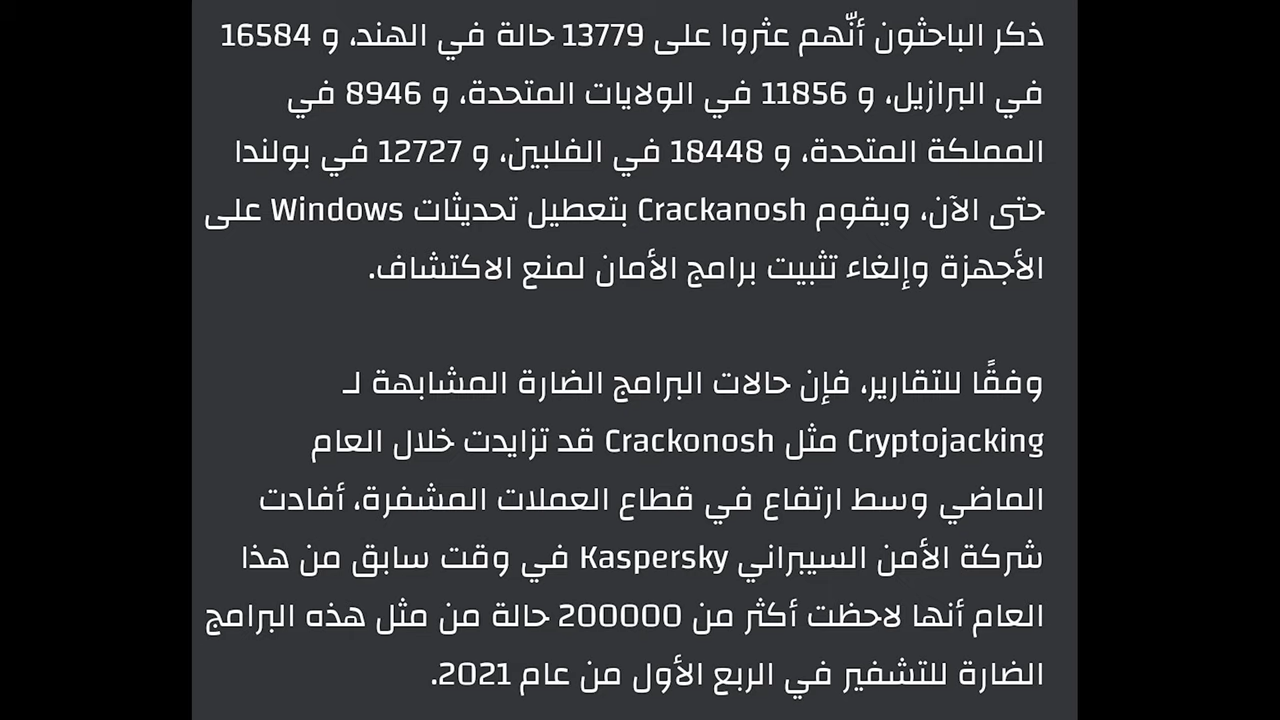 ذكر الباحثون أنّهم عثروا على 13779 حالة في الهند، و 16584
في البرازيل، و 11856 في الولايات المتحدة، و 8946 في
المملكة المتحدة، و 18448 في الفلبين، و 12727 في بولندا
حتى الآن، ويقوم Crackanosh بتعطيل تحديثات Windows على
الأجهزة وإلغاء تثبيت برامج الأمان لمنع الاكتشاف.
وفقًا للتقارير، فإن حالات البرامج الضارة المشابهة لـ
Cryptojacking مثل Crackonosh قد تزايدت خلال العام
الماضي وسط ارتفاع في قطاع العملات المشفرة، أفادت
شركة الأمن السيبراني Kaspersky في وقت سابق من هذا
العام أنها لاحظت أكثر من 200000 حالة من مثل هذه البرامج
الضارة للتشفير في الربع الأول من عام 2021.